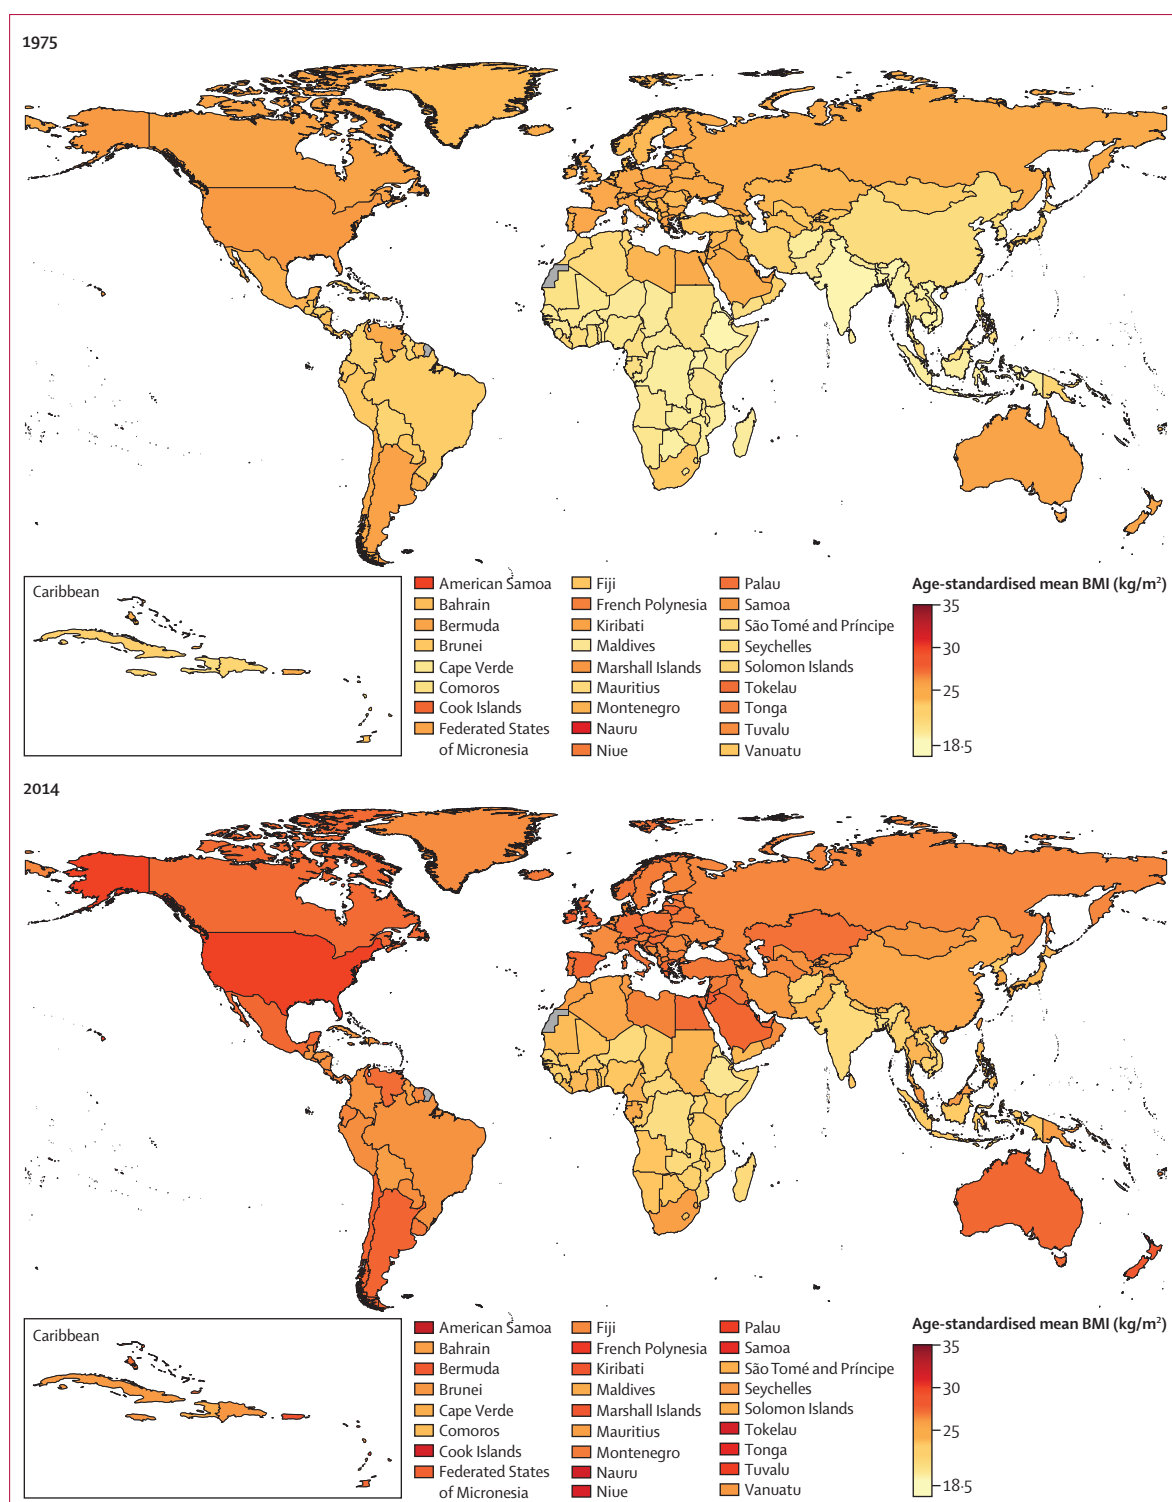 1975
Caribbean
American Samoa
Bahrain
Bermuda
Brunei
Cape Verde
Comoros
Cook Islands
Federated States
of Micronesia
Fiji
French Polynesia
Kiribati
Maldives
Marshall Islands
Mauritius
Montenegro
Nauru
Niue
Palau
Samoa
São Tomé and Príncipe
Seychelles
Solomon Islands
Tokelau
Tonga
Tuvalu
Vanuatu
Age-standardised mean BMI (kg/m²)
35
30
25
18·5
2014
Caribbean
American Samoa
Bahrain
Bermuda
Brunei
Cape Verde
Comoros
Cook Islands
Federated States
of Micronesia
Fiji
French Polynesia
Kiribati
Maldives
Marshall Islands
Mauritius
Montenegro
Nauru
Niue
Palau
Samoa
São Tomé and Príncipe
Seychelles
Solomon Islands
Tokelau
Tonga
Tuvalu
Vanuatu
Age-standardised mean BMI (kg/m²)
35
30
25
18·5